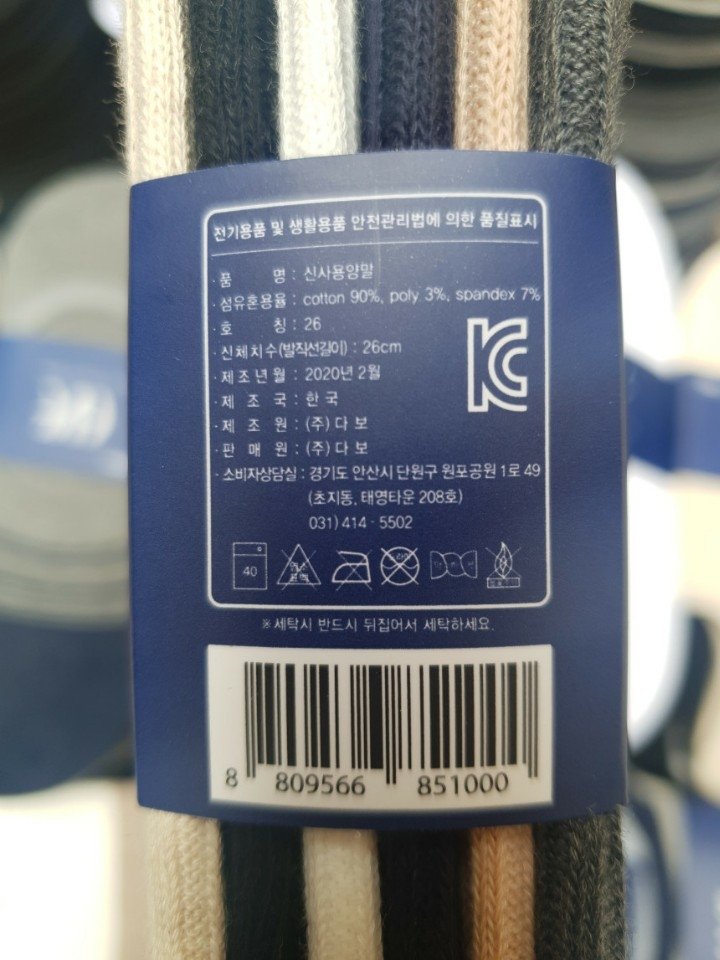 전기용품 및 생활용품 안전관리법에 의한 품질표시
· 품 명 : 신사용양말
· 섬유혼용율 : cotton 90%, poly 3%, spandex 7%
· 호 칭 : 26
· 신체치수(발직선길이) : 26cm
· 제조년월 : 2020년 2월
· 제 조 국 : 한국
· 제 조 원 : (주)다보
· 판 매 원 : (주)다보
· 소비자상담실 : 경기도 안산시 단원구 원포공원 1로 49
(초지동, 태영타운 208호)
031) 414 - 5502
40
※ 세탁시 반드시 뒤집어서 세탁하세요.
8 809566 851000